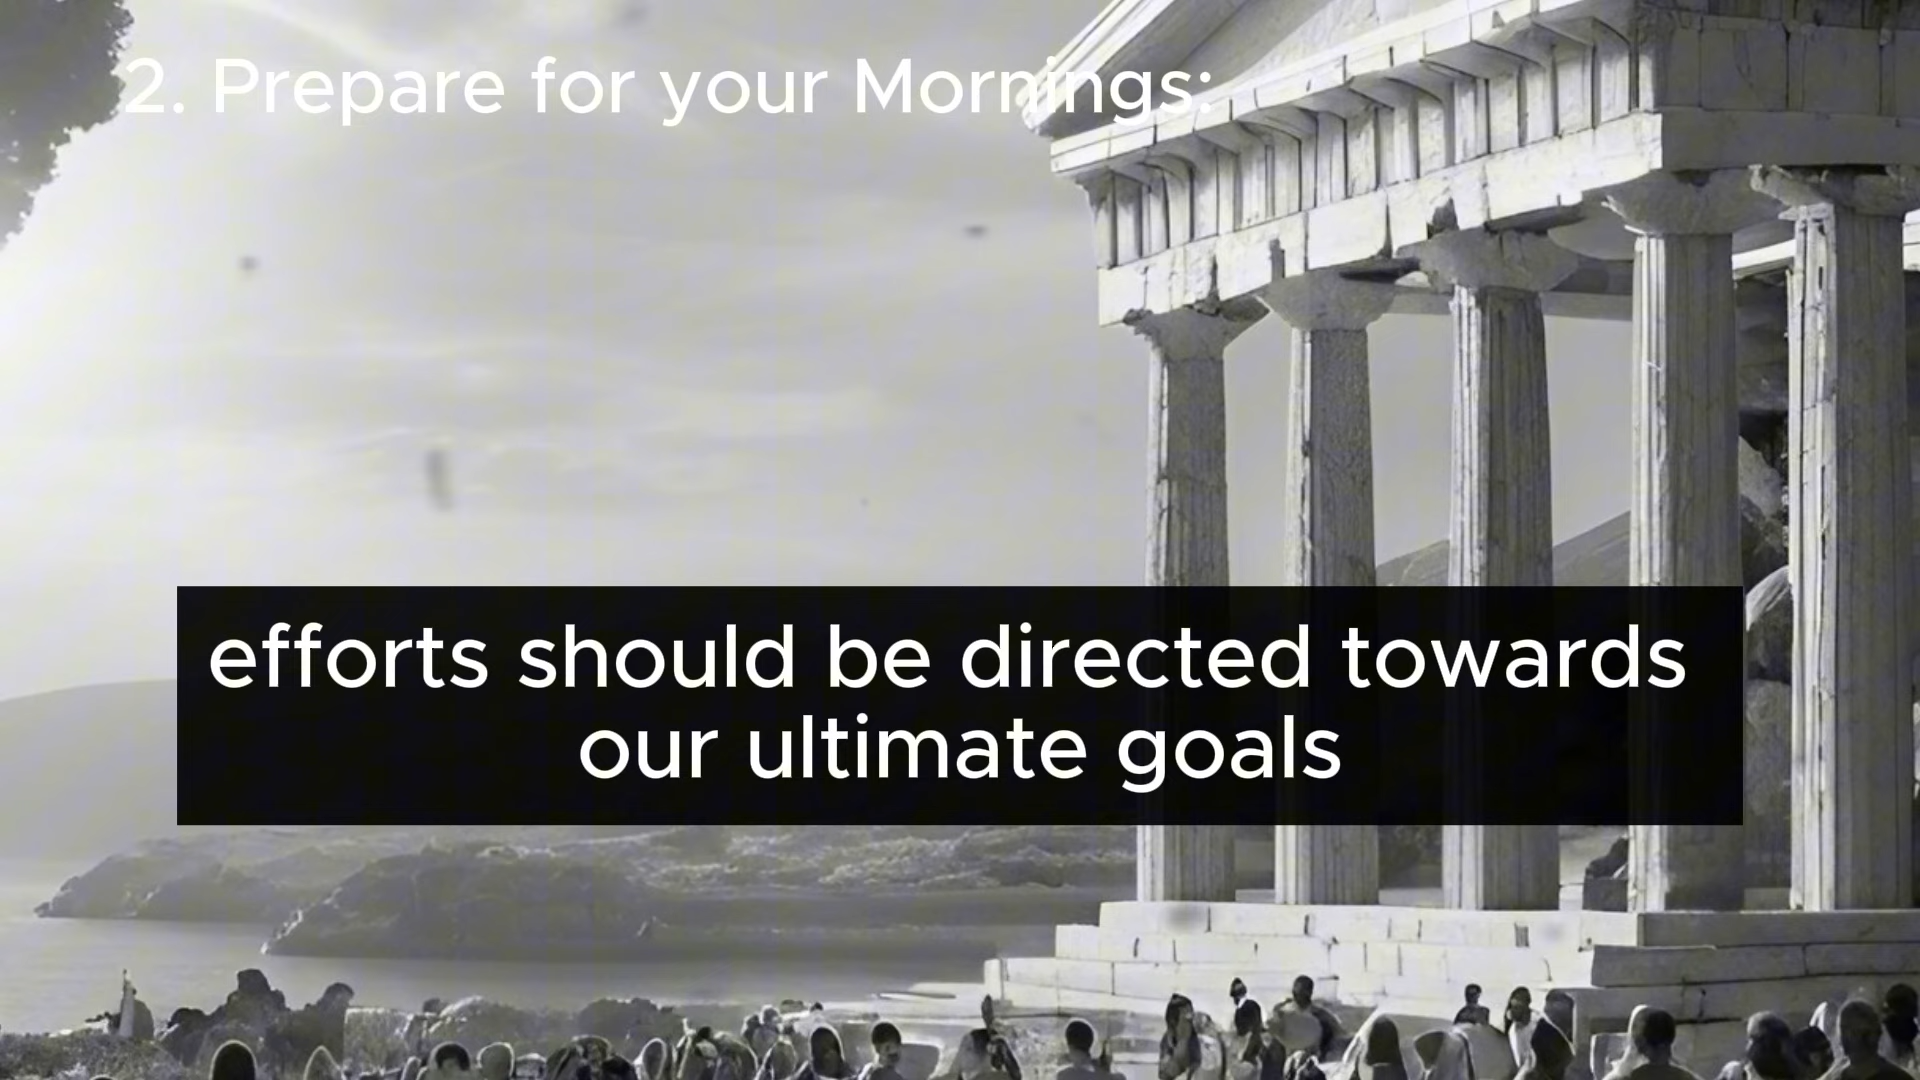 2. Prepare for your Mornings:
efforts should be directed towards
our ultimate goals